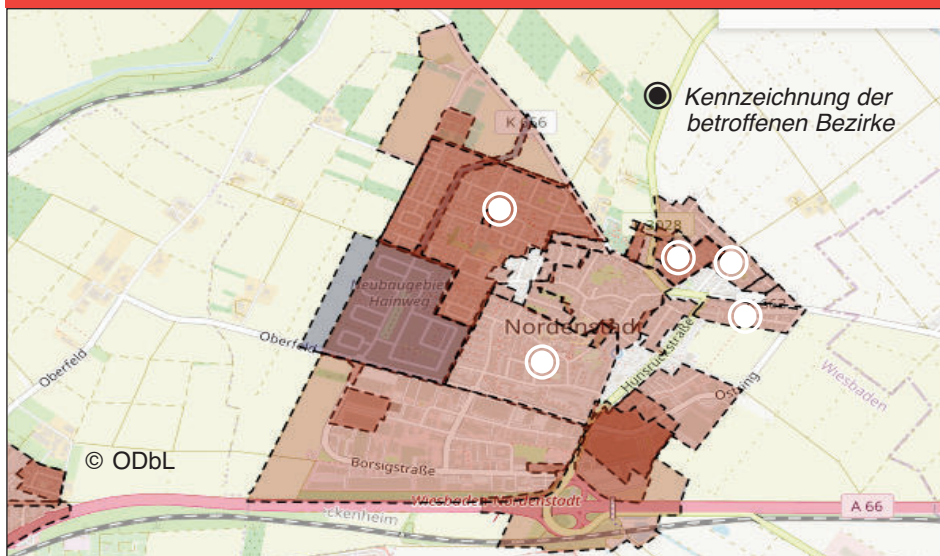 Kennzeichnung der
betroffenen Bezirke
K 666
3028
Neubaugebiet
Hainweg
Nordenstadt
Oberfeld
Oberfeld
Hunsrückstraße
Ostring
Wiesbaden
Borsigstraße
© ODbL
Wiesbaden-Nordenstadt
A 66
ckenheim